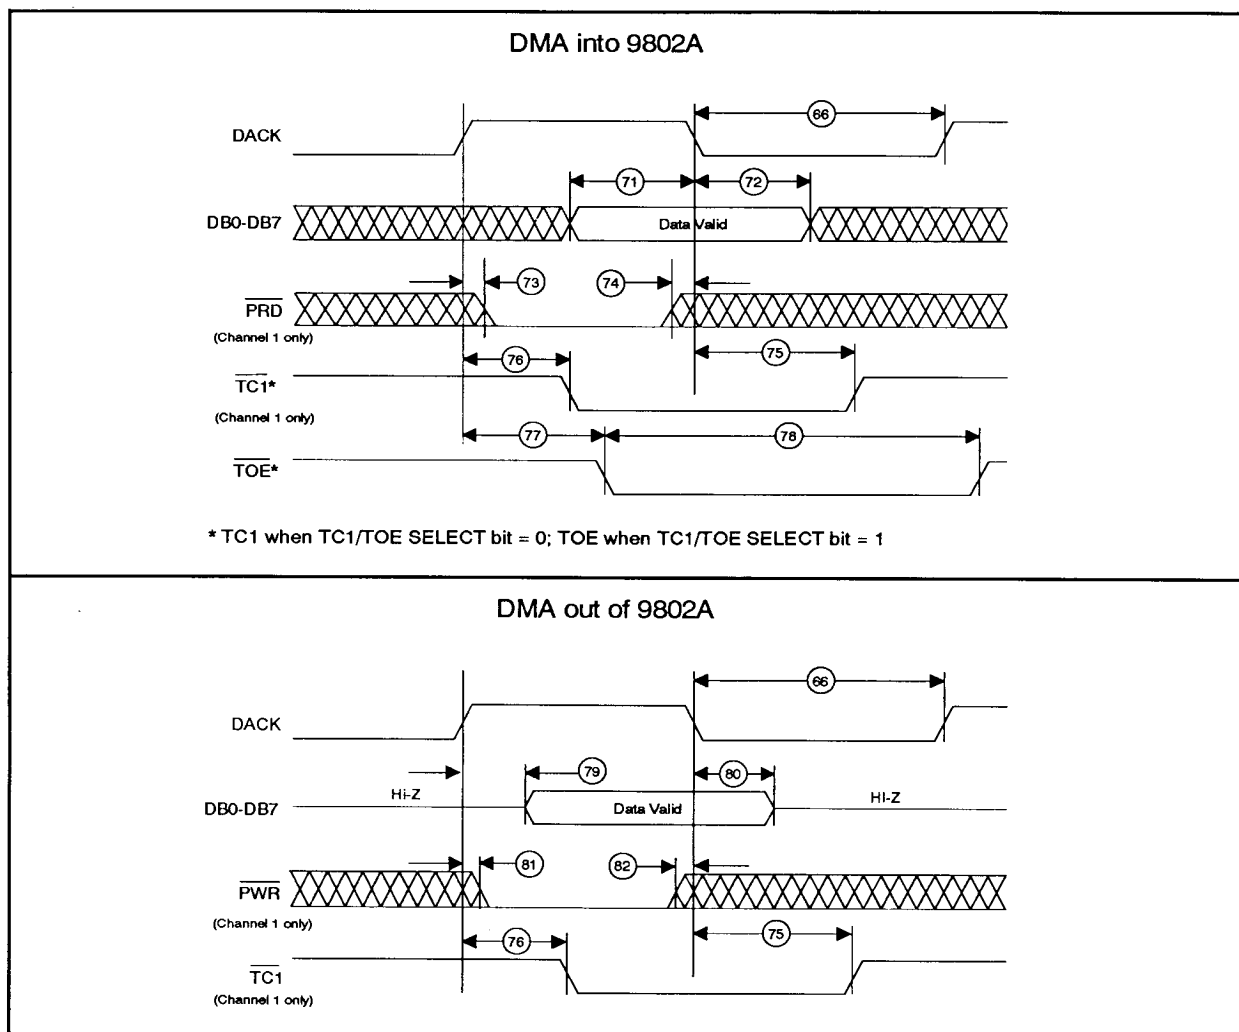 DMA into 9802A
66
DACK
71
72
DB0-DB7
Data Valid
73
74
PRD
(Channel 1 only)
76
75
TC1*
(Channel 1 only)
77
78
TOE*
* TC1 when TC1/TOE SELECT bit = 0; TOE when TC1/TOE SELECT bit = 1
DMA out of 9802A
66
DACK
79
80
Hi-Z
HI-Z
DB0-DB7
Data Valid
81
82
PWR
(Channel 1 only)
76
75
TC1
(Channel 1 only)